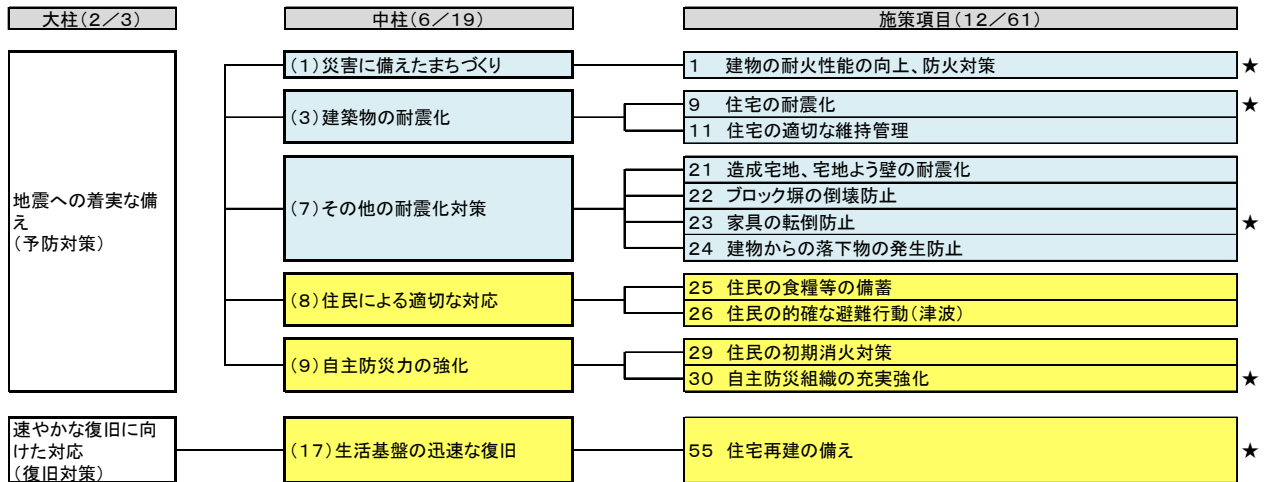 大柱(2/3) 中柱(6/19) 施策項目(12/61)
(1)災害に備えたまちづくり 1 建物の耐火性能の向上、防火対策 ★
(3)建築物の耐震化 9 住宅の耐震化 ★
11 住宅の適切な維持管理
地震への着実な備
え
(予防対策)
(7)その他の耐震化対策 21 造成宅地、宅地よう壁の耐震化
22 ブロック塀の倒壊防止
23 家具の転倒防止 ★
24 建物からの落下物の発生防止
(8)住民による適切な対応 25 住民の食糧等の備蓄
26 住民の的確な避難行動(津波)
(9)自主防災力の強化 29 住民の初期消火対策
30 自主防災組織の充実強化 ★
速やかな復旧に向
けた対応
(復旧対策)
(17)生活基盤の迅速な復旧 55 住宅再建の備え ★